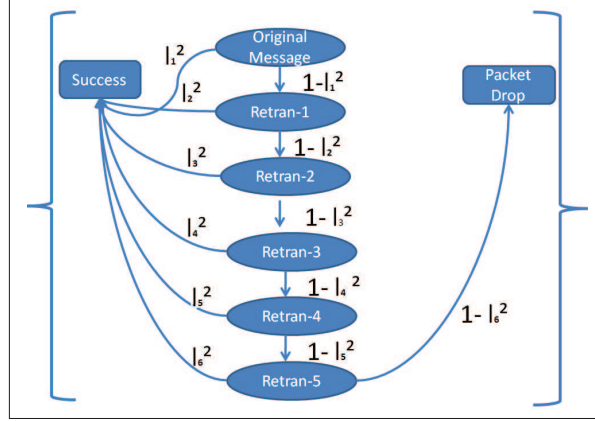 Original
Message
Success
Packet
Drop
l₁²
1-l₁²
l₂²
Retran-1
1- l₂²
l₃²
Retran-2
1- l₃²
l₄²
Retran-3
1- l₄²
l₅²
Retran-4
1- l₅²
1- l₆²
l₆²
Retran-5